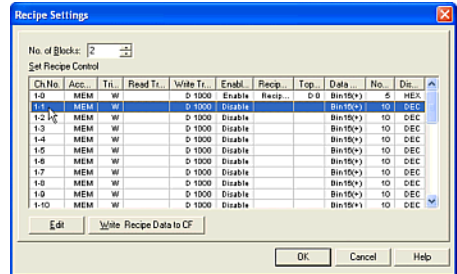 Recipe Settings
No. of Blocks: 2
Set Recipe Control
Ch.No. Acc... Tri... Read Tr... Write Tr... Enabl... Recip... Top... Data ... No... Dis...
1-0 MEM W D 1000 Enable Recip... D 0 Bin16(+) 5 HEX
1-1 MEM W D 1000 Disable Bin16(+) 10 DEC
1-2 MEM W D 1000 Disable Bin16(+) 10 DEC
1-3 MEM W D 1000 Disable Bin16(+) 10 DEC
1-4 MEM W D 1000 Disable Bin16(+) 10 DEC
1-5 MEM W D 1000 Disable Bin16(+) 10 DEC
1-6 MEM W D 1000 Disable Bin16(+) 10 DEC
1-7 MEM W D 1000 Disable Bin16(+) 10 DEC
1-8 MEM W D 1000 Disable Bin16(+) 10 DEC
1-9 MEM W D 1000 Disable Bin16(+) 10 DEC
1-10 MEM W D 1000 Disable Bin16(+) 10 DEC
Edit Write Recipe Data to CF
OK Cancel Help